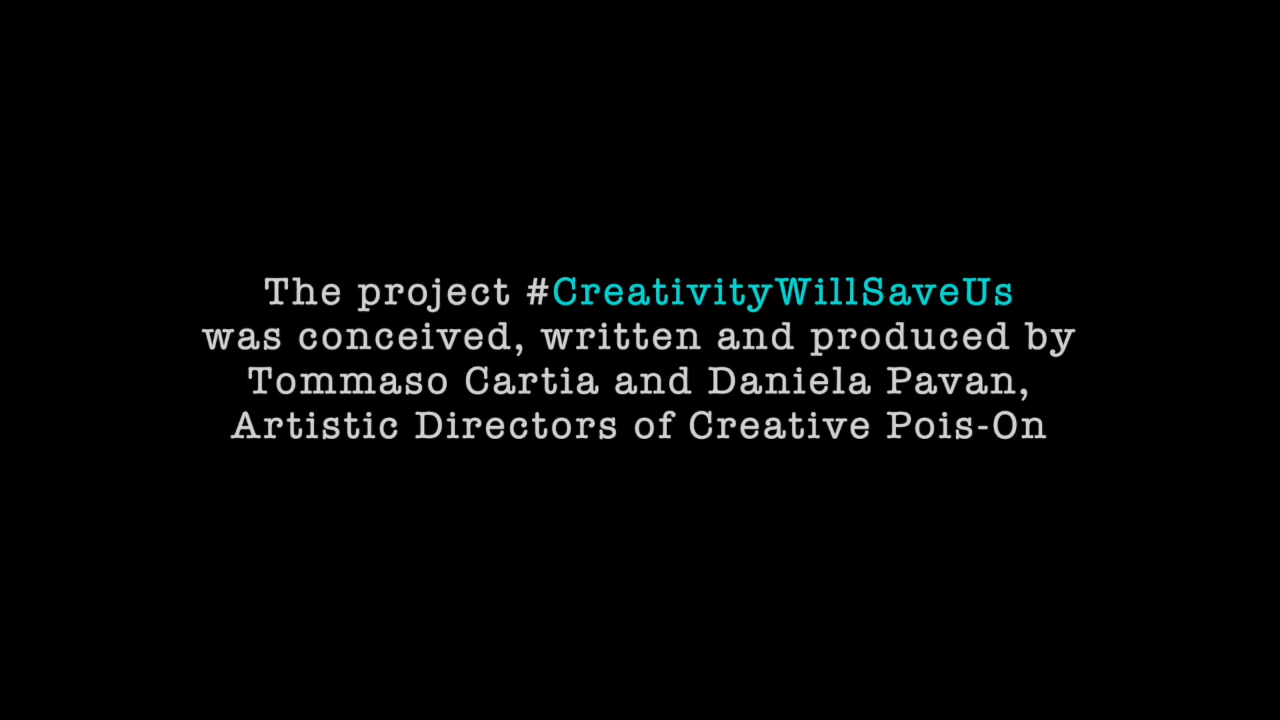 The project #CreativityWillSaveUs
was conceived, written and produced by
Tommaso Cartia and Daniela Pavan,
Artistic Directors of Creative Pois-On